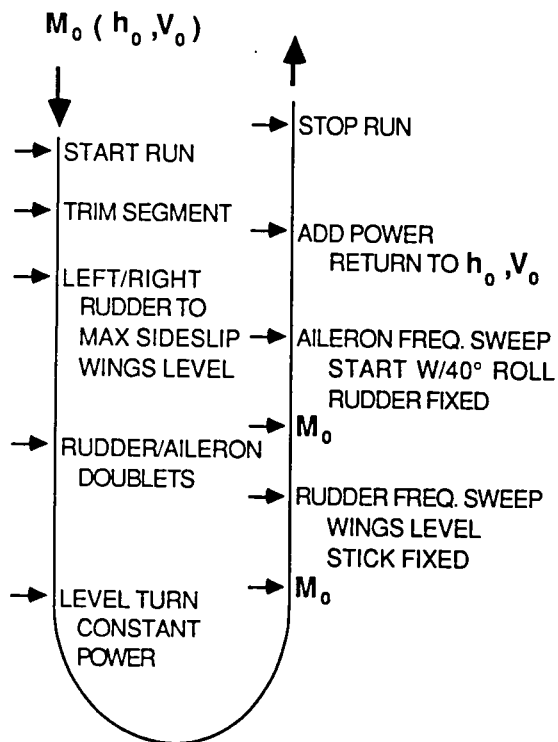 M₀ ( h₀ ,V₀ )
START RUN
TRIM SEGMENT
LEFT/RIGHT
RUDDER TO
MAX SIDESLIP
WINGS LEVEL
RUDDER/AILERON
DOUBLETS
LEVEL TURN
CONSTANT
POWER
STOP RUN
ADD POWER
RETURN TO h₀ ,V₀
AILERON FREQ. SWEEP
START W/40° ROLL
RUDDER FIXED
M₀
RUDDER FREQ. SWEEP
WINGS LEVEL
STICK FIXED
M₀